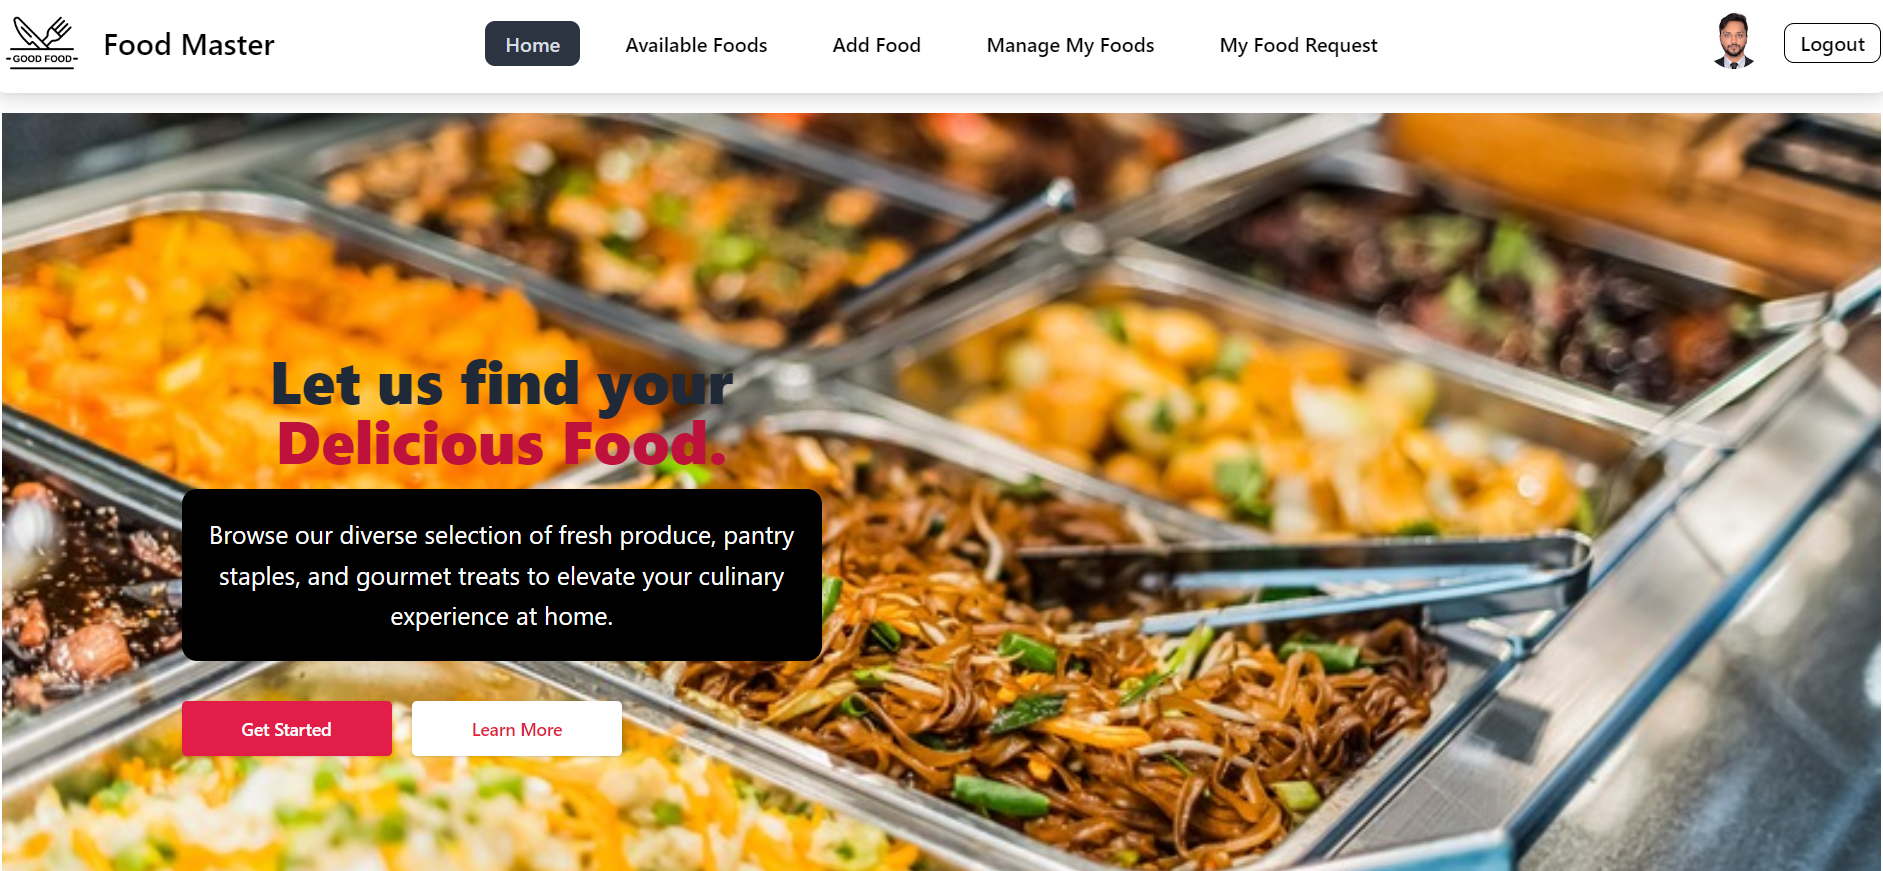 GOOD FOOD
Food Master
Home
Available Foods
Add Food
Manage My Foods
My Food Request
Logout
Let us find your
Delicious Food.
Browse our diverse selection of fresh produce, pantry
staples, and gourmet treats to elevate your culinary
experience at home.
Get Started
Learn More